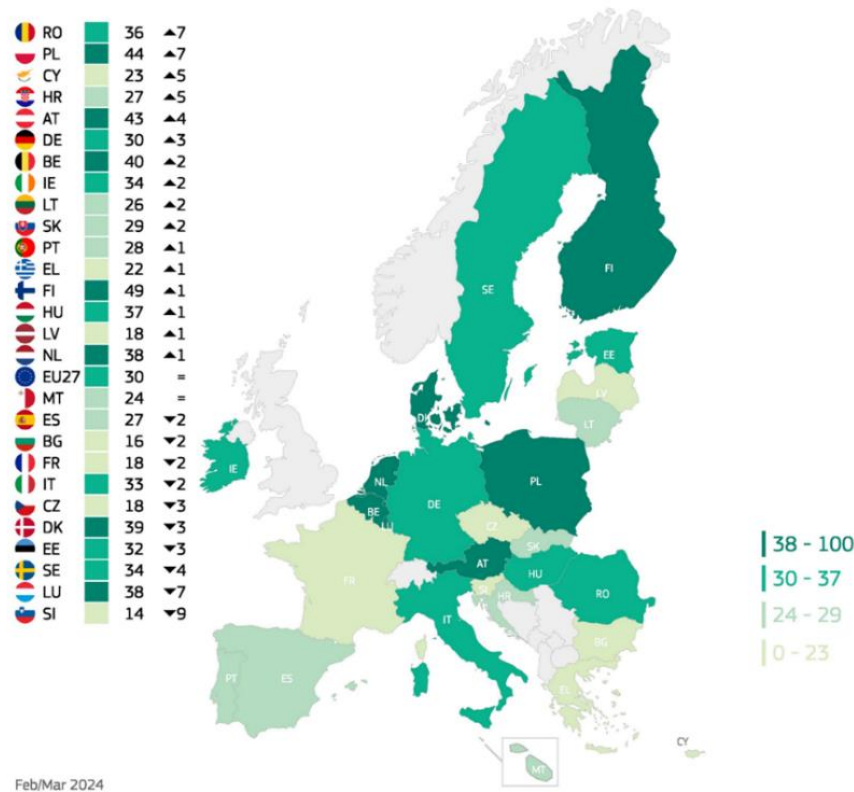 RO 36 ▲7
PL 44 ▲7
CY 23 ▲5
HR 27 ▲5
AT 43 ▲4
DE 30 ▲3
BE 40 ▲2
IE 34 ▲2
LT 26 ▲2
SK 29 ▲2
PT 28 ▲1
EL 22 ▲1
FI 49 ▲1
HU 37 ▲1
LV 18 ▲1
NL 38 ▲1
EU27 30 =
MT 24 =
ES 27 ▼2
BG 16 ▼2
FR 18 ▼2
IT 33 ▼2
CZ 18 ▼3
DK 39 ▼3
EE 32 ▼3
SE 34 ▼4
LU 38 ▼7
SI 14 ▼9
FI
SE
EE
LV
LT
DK
IE
NL
PL
BE
DE
LU
CZ
SK
FR
AT
HU
SI
HR
RO
IT
BG
PT
ES
EL
CY
MT
38 - 100
30 - 37
24 - 29
0 - 23
Feb/Mar 2024